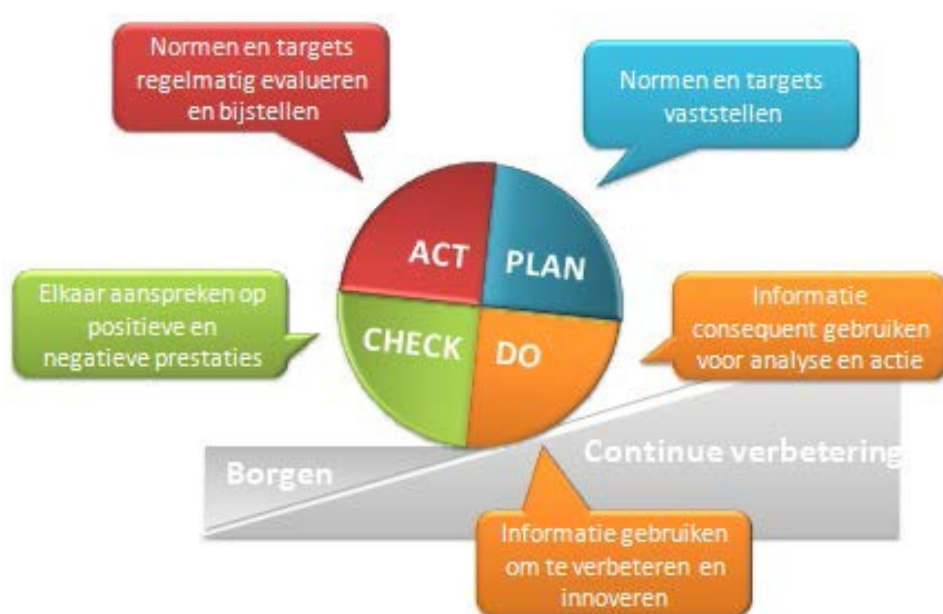 Normen en targets
regelmatig evalueren
en bijstellen
Normen en targets
vaststellen
ACT
PLAN
CHECK
DO
Elkaar aanspreken op
positieve en
negatieve prestaties
Informatie
consequent gebruiken
voor analyse en actie
Borgen
Continue verbetering
Informatie gebruiken
om te verbeteren en
innoveren